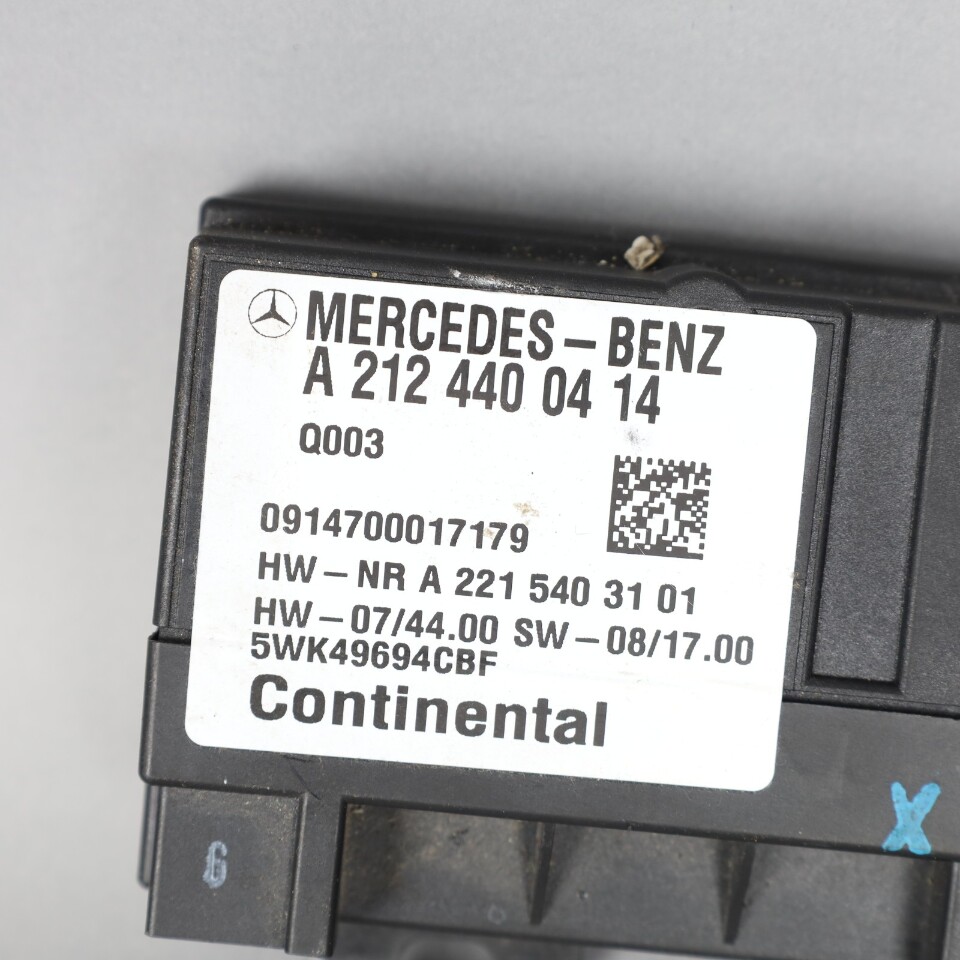 MERCEDES-BENZ
A 212 440 04 14
Q003
0914700017179
HW-NR A 221 540 31 01
HW-07/44.00 SW-08/17.00
5WK49694CBF
Continental
X
G